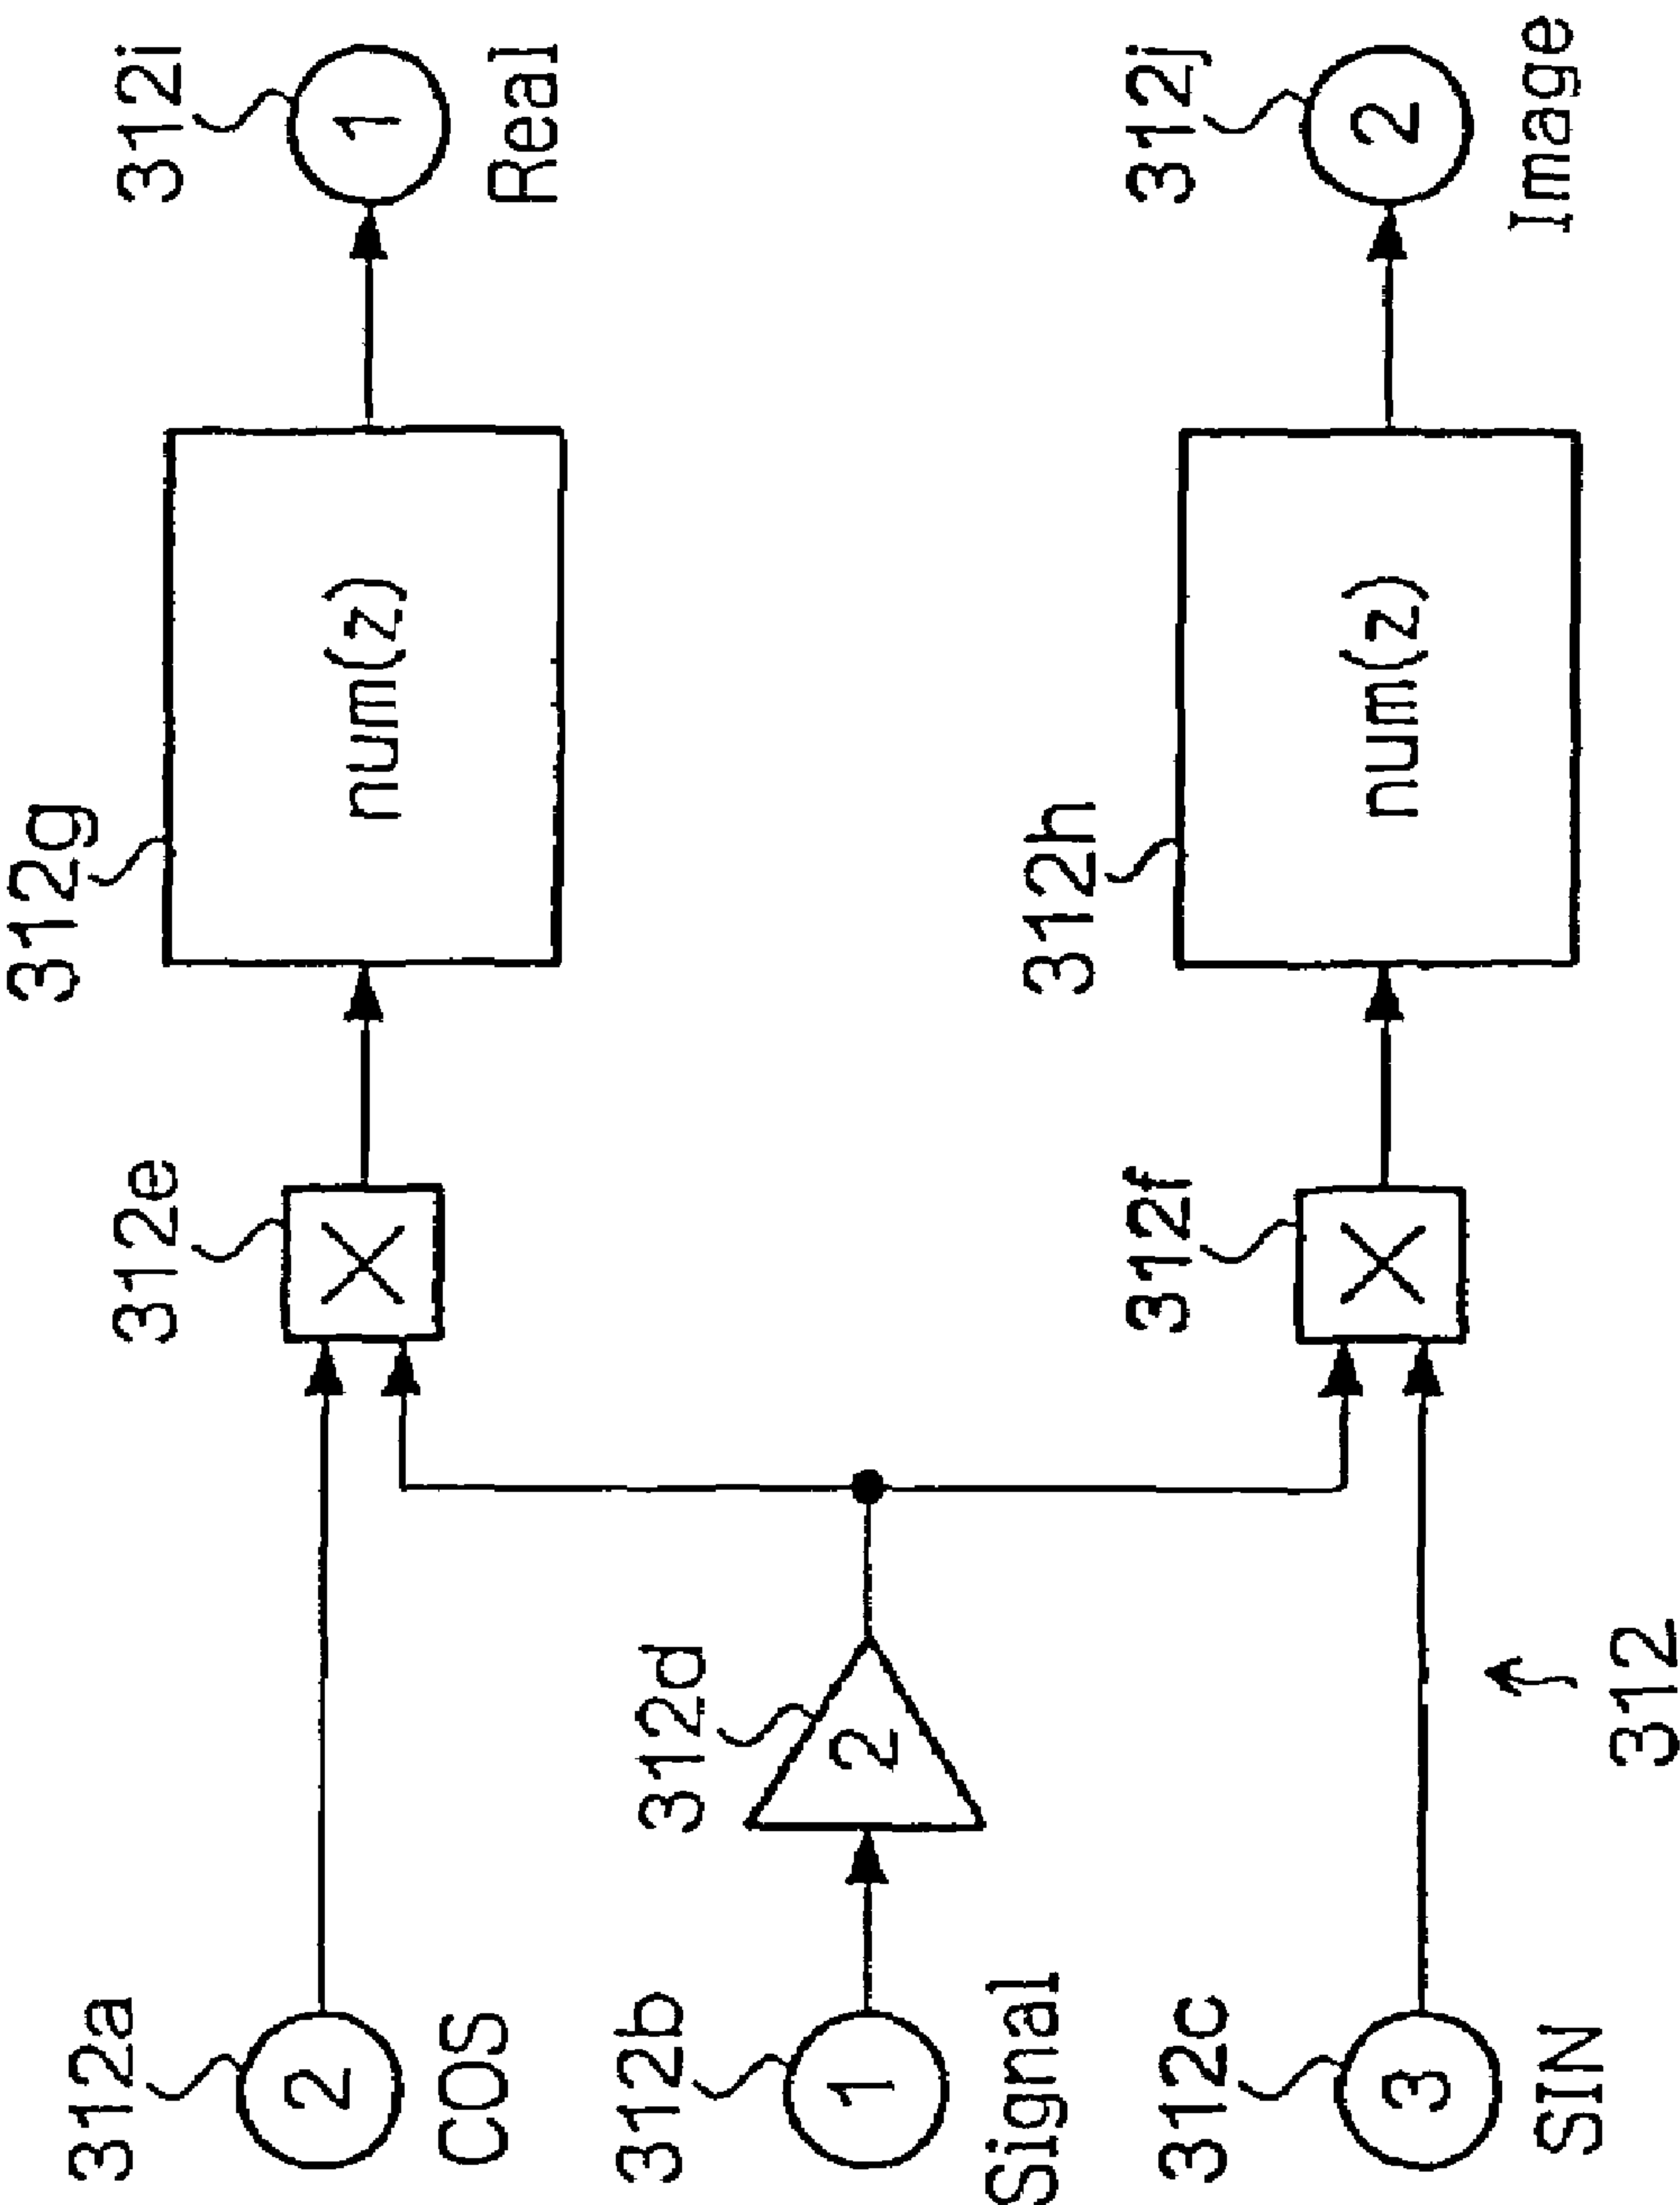 312a
2
COS
312e
×
312g
num(z)
312i
1
Real
312b
1
Signal
312d
2
312c
3
SIN
312f
×
312h
num(z)
312j
2
Image
312